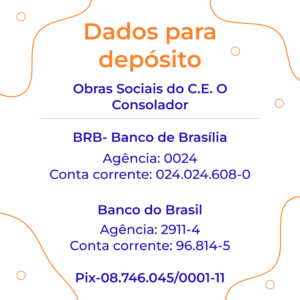 Dados para
depósito
Obras Sociais do C.E. O
Consolador
BRB- Banco de Brasília
Agência: 0024
Conta corrente: 024.024.608-0
Banco do Brasil
Agência: 2911-4
Conta corrente: 96.814-5
Pix-08.746.045/0001-11